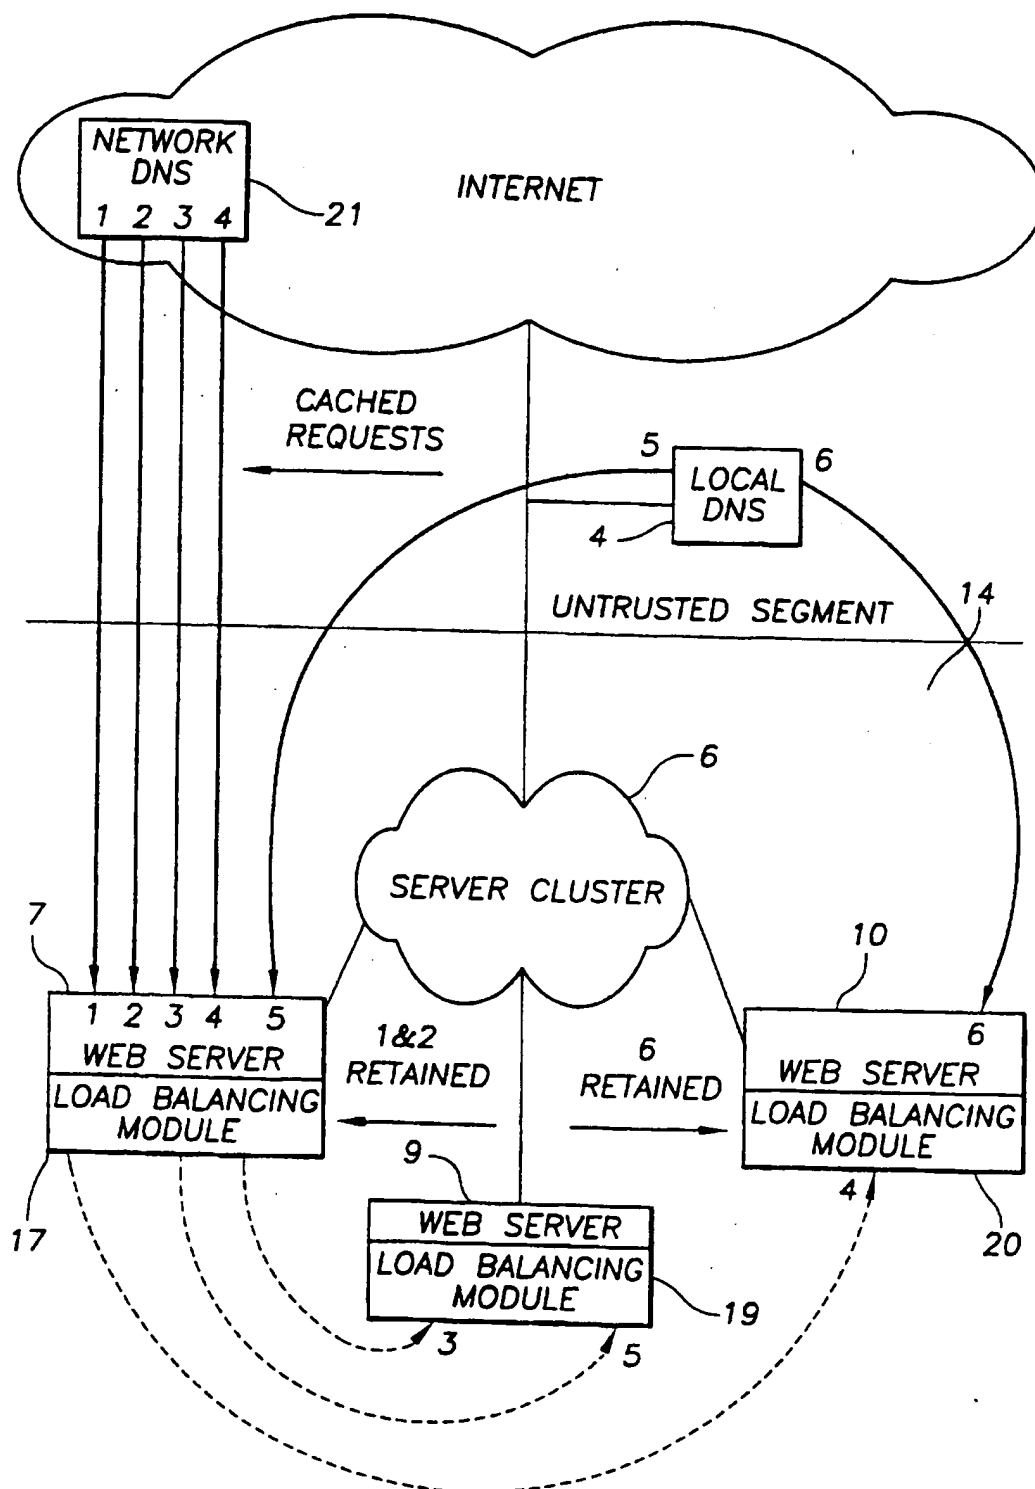 NETWORK
DNS
1 2 3 4
21
INTERNET
CACHED
REQUESTS
5
LOCAL
DNS
6
4
UNTRUSTED SEGMENT
14
6
SERVER CLUSTER
7
10
1 2 3 4 5
WEB SERVER
LOAD BALANCING
MODULE
17
1&2
RETAINED
6
RETAINED
6
WEB SERVER
LOAD BALANCING
MODULE
4
20
9
WEB SERVER
LOAD BALANCING
MODULE
19
3
5